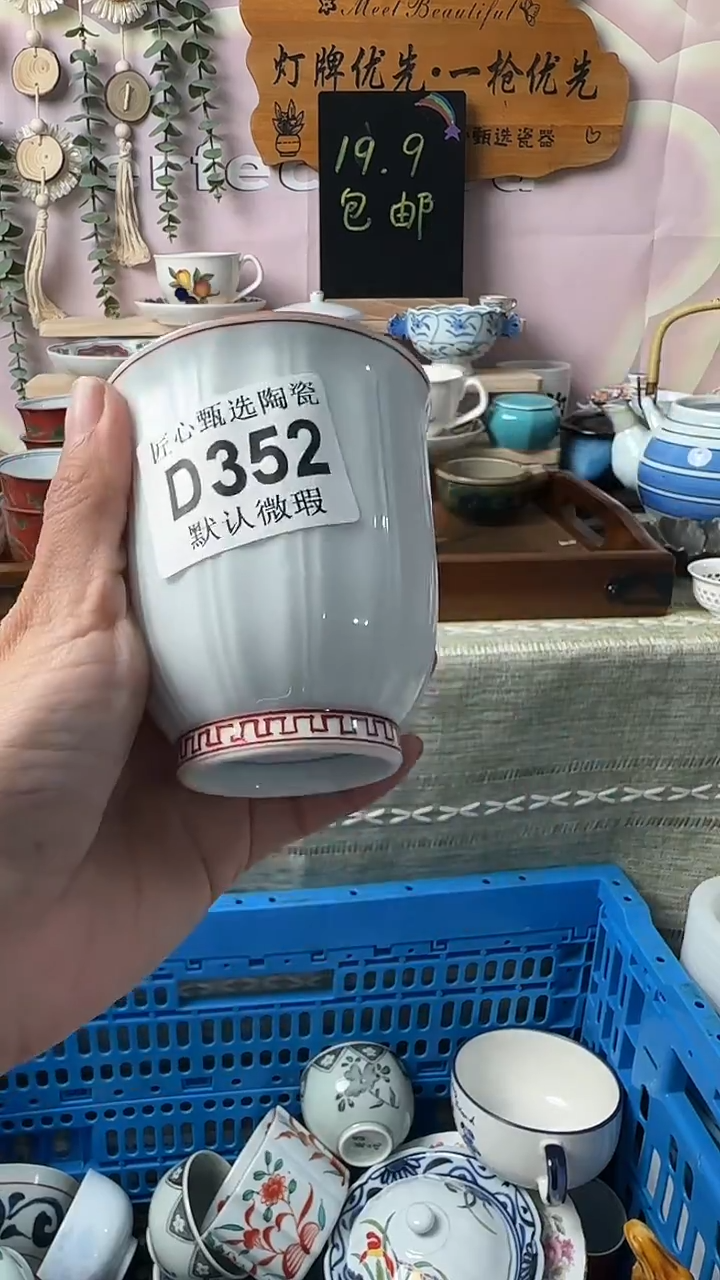 Meet Beautiful
灯牌优先·一抢优先
19.9
甄选瓷器
包邮
匠心甄选陶瓷
D352
默认微瑕